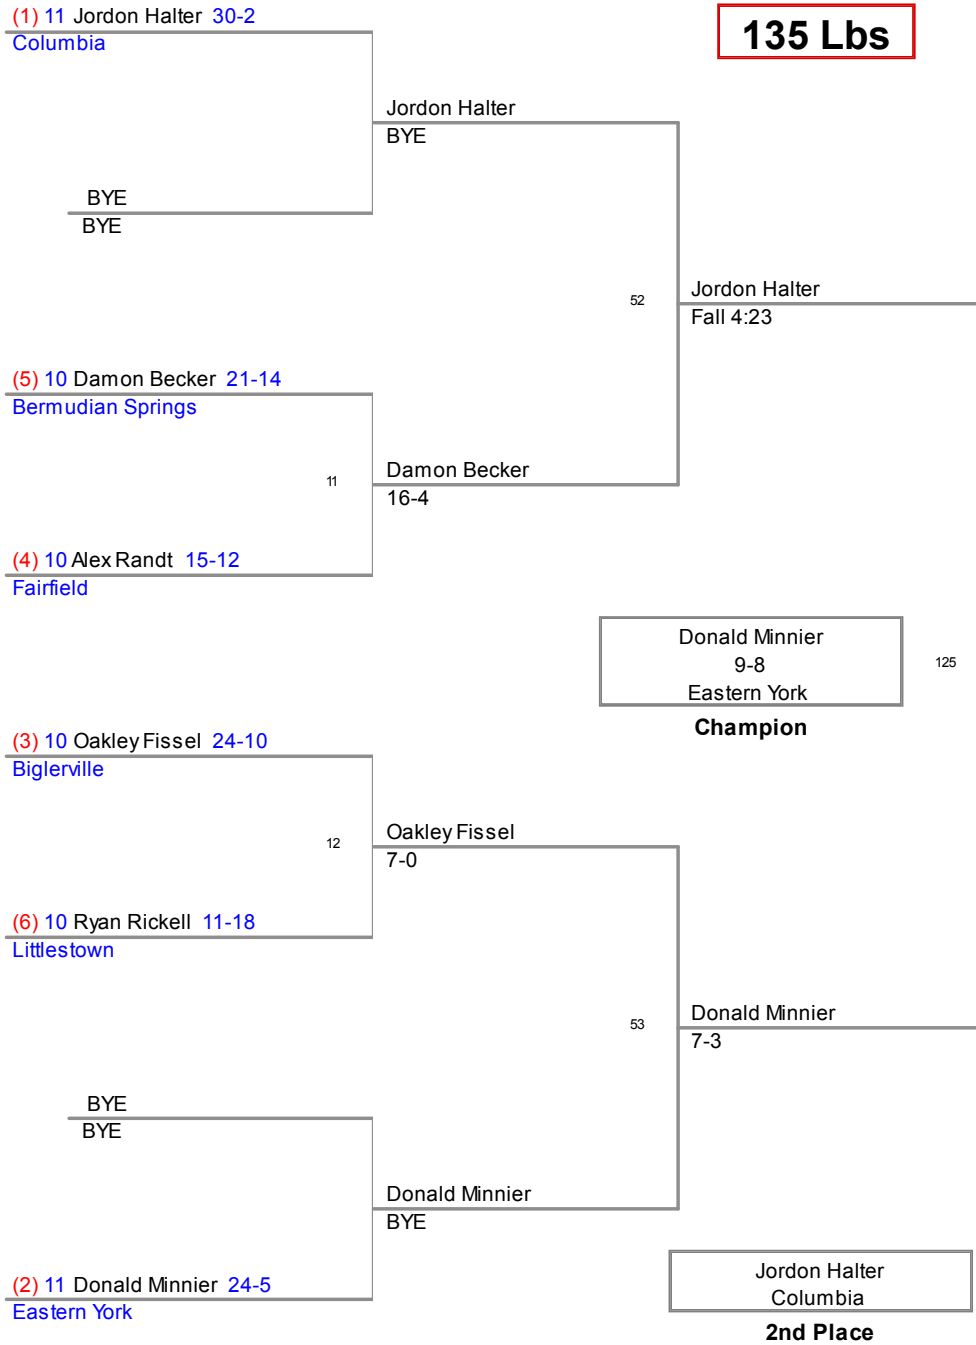 (1) 11 Jordon Halter 30-2
Columbia
135 Lbs
Jordon Halter
BYE
BYE
BYE
52
Jordon Halter
Fall 4:23
(5) 10 Damon Becker 21-14
Bermudian Springs
11
Damon Becker
16-4
(4) 10 Alex Randt 15-12
Fairfield
Donald Minnier
9-8
Eastern York
125
Champion
(3) 10 Oakley Fissel 24-10
Biglerville
12
Oakley Fissel
7-0
(6) 10 Ryan Rickell 11-18
Littlestown
53
Donald Minnier
7-3
BYE
BYE
Donald Minnier
BYE
(2) 11 Donald Minnier 24-5
Eastern York
Jordon Halter
Columbia
2nd Place